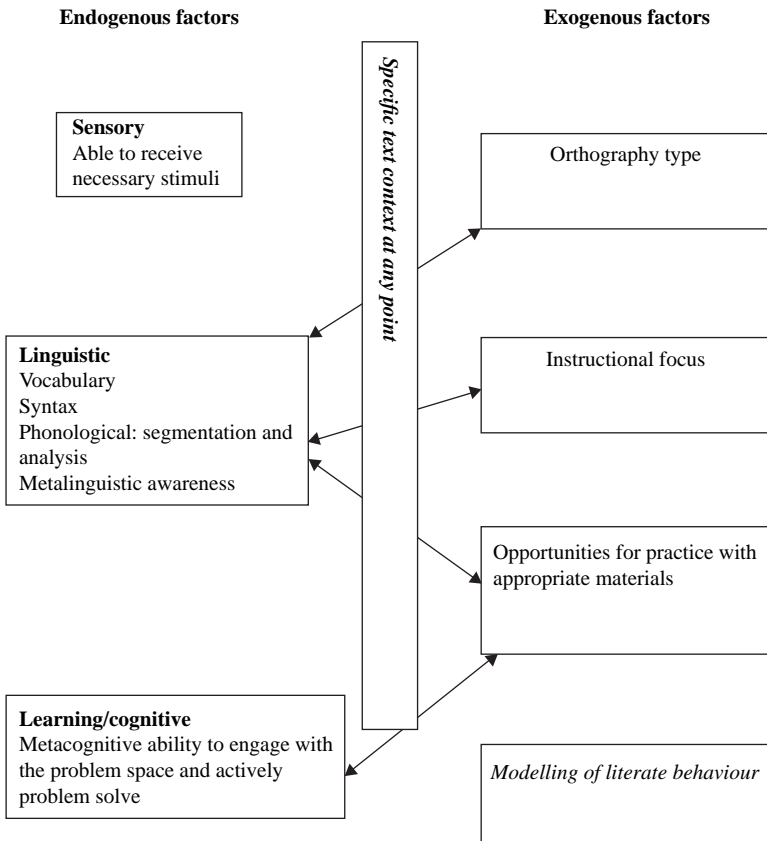 Endogenous factors
Exogenous factors
Specific text context at any point
Sensory
Able to receive
necessary stimuli
Orthography type
Linguistic
Vocabulary
Syntax
Phonological: segmentation and
analysis
Metalinguistic awareness
Instructional focus
Opportunities for practice with
appropriate materials
Learning/cognitive
Metacognitive ability to engage with
the problem space and actively
problem solve
Modelling of literate behaviour